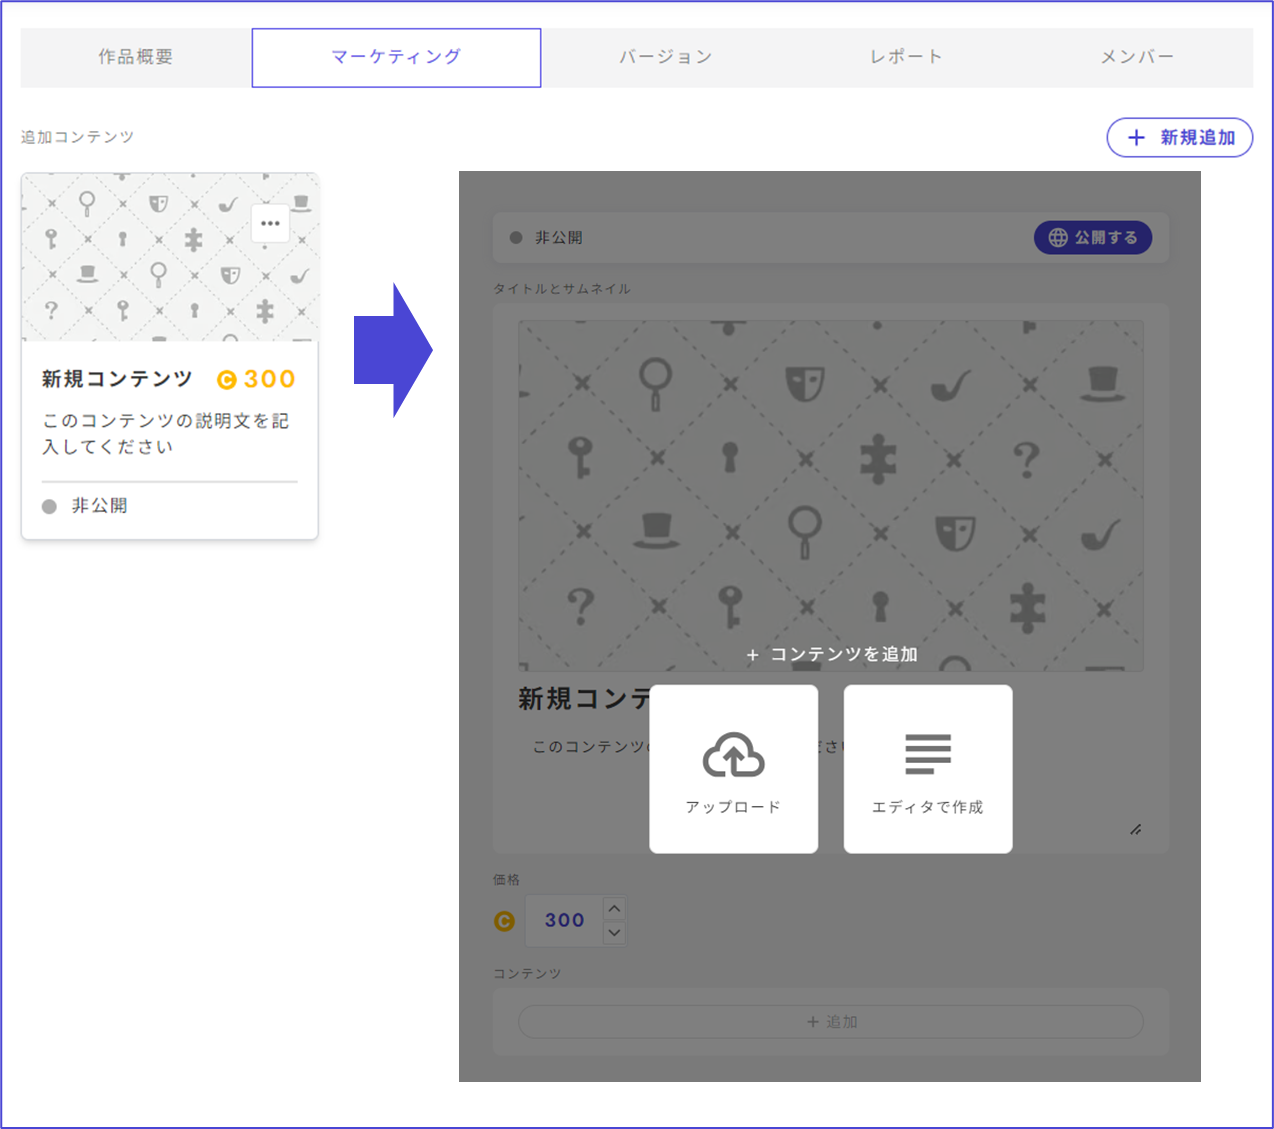 作品概要
マーケティング
バージョン
レポート
メンバー
追加コンテンツ
+ 新規追加
新規コンテンツ
C 300
このコンテンツの説明文を記
入してください
非公開
非公開
公開する
タイトルとサムネイル
+ コンテンツを追加
新規コンテ
このコンテンツ
ださい
アップロード
エディタで作成
価格
C 300
コンテンツ
+ 追加